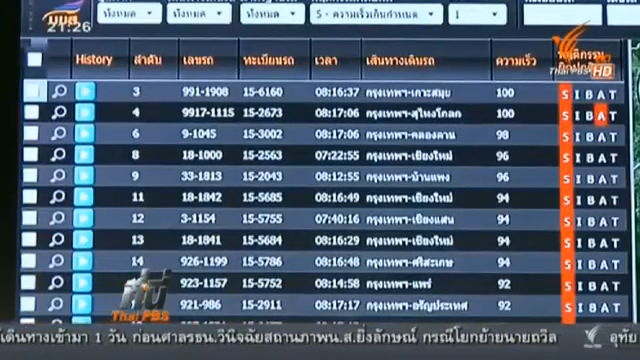 บขส
21:26
ทั้งหมด ทั้งหมด ทั้งหมด 5 - ความเร็วเกินกำหนด 1
ThaiPBS HD
History ลำดับ เลขรถ ทะเบียนรถ เวลา เส้นทางเดินรถ ความเร็ว พฤติกรรม
3 991-1908 15-6160 08:16:37 กรุงเทพฯ-เกาะสมุย 100 S I B A T
4 9917-1115 15-2673 08:17:06 กรุงเทพฯ-สุไหงโกลก 100 S I B A T
6 9-1045 15-3002 08:17:06 กรุงเทพฯ-คลองลาน 98 S I B A T
8 18-1000 15-2563 07:22:55 กรุงเทพฯ-เชียงใหม่ 96 S I B A T
9 33-1813 15-2043 08:12:55 กรุงเทพฯ-บ้านแพง 96 S I B A T
11 18-1842 15-5685 08:16:49 กรุงเทพฯ-เชียงใหม่ 94 S I B A T
12 3-1154 15-5755 07:40:16 กรุงเทพฯ-เชียงแสน 94 S I B A T
13 18-1841 15-5684 08:16:29 กรุงเทพฯ-เชียงใหม่ 94 S I B A T
14 926-1199 15-5786 08:16:48 กรุงเทพฯ-ศรีสะเกษ 94 S I B A T
923-1157 15-5752 08:14:58 กรุงเทพฯ-แพร่ 92 S I B A T
921-986 15-2911 08:17:17 กรุงเทพฯ-อรัญประเทศ 92 S I B A T
ที่นี่
Thai PBS
เดินทางเข้ามา 1 วัน ก่อนศาลรธน.วินิจฉัยสถานภาพน.ส.ยิ่งลักษณ์ กรณีโยกย้ายนายถวิล อุทัย